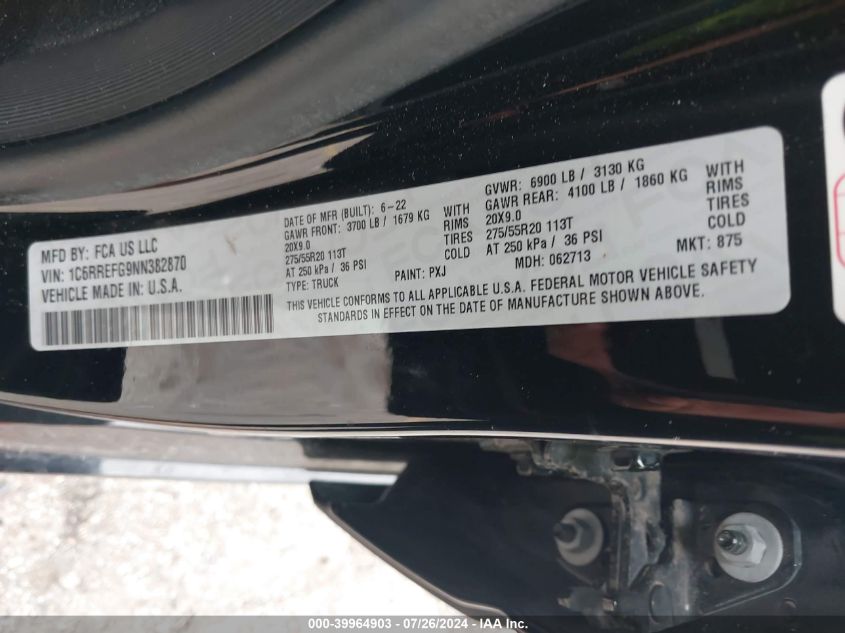 MFD BY: FCA US LLC
VIN: 1C6RREFG9NN382870
VEHICLE MADE IN: U.S.A.
DATE OF MFR (BUILT): 6-22
GAWR FRONT: 3700 LB / 1679 KG
WITH
20X9.0
RIMS
275/55R20 113T
TIRES
AT 250 kPa / 36 PSI
COLD
TYPE: TRUCK
PAINT: PXJ
GVWR: 6900 LB / 3130 KG
GAWR REAR: 4100 LB / 1860 KG
WITH
20X9.0
RIMS
275/55R20 113T
TIRES
AT 250 kPa / 36 PSI
COLD
MDH: 062713
MKT: 875
THIS VEHICLE CONFORMS TO ALL APPLICABLE U.S.A. FEDERAL MOTOR VEHICLE SAFETY
STANDARDS IN EFFECT ON THE DATE OF MANUFACTURE SHOWN ABOVE.
000-39964903 - 07/26/2024 - IAAI, Inc.